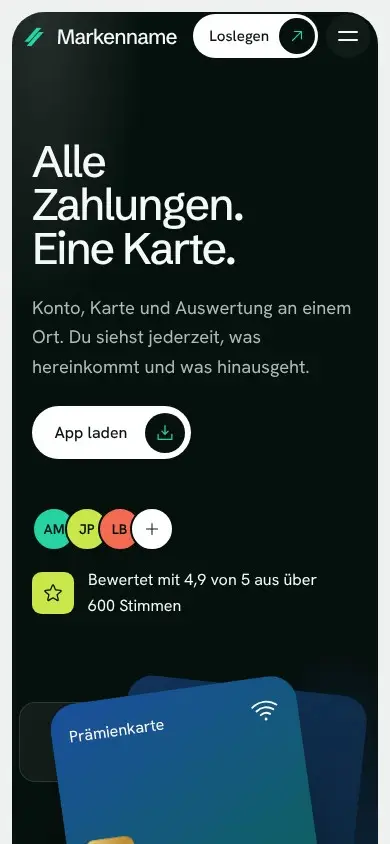 Markenname
Loslegen
Alle
Zahlungen.
Eine Karte.
Konto, Karte und Auswertung an einem
Ort. Du siehst jederzeit, was
hereinkommt und was hinausgeht.
App laden
AM JP LB +
Bewertet mit 4,9 von 5 aus über
600 Stimmen
Prämienkarte